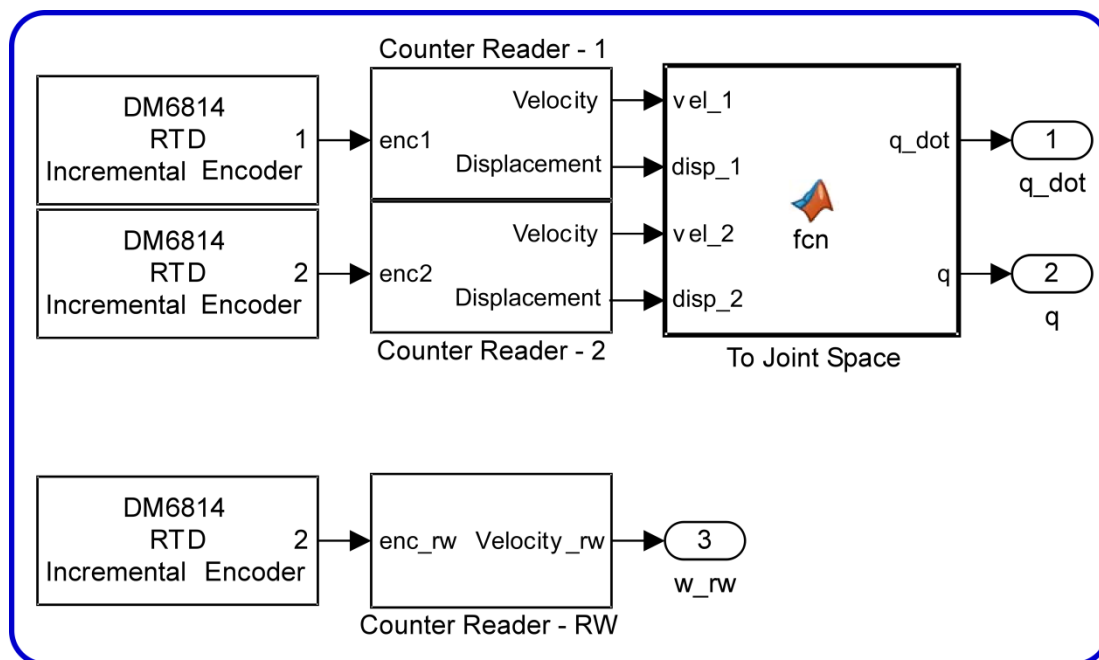 Counter Reader - 1
DM6814
RTD
Incremental Encoder
1
enc1
Velocity
Displacement
DM6814
RTD
Incremental Encoder
2
enc2
Velocity
Displacement
Counter Reader - 2
vel_1
disp_1
vel_2
disp_2
fcn
q_dot
q
To Joint Space
1
q_dot
2
q
DM6814
RTD
Incremental Encoder
2
enc_rw
Velocity_rw
Counter Reader - RW
3
w_rw